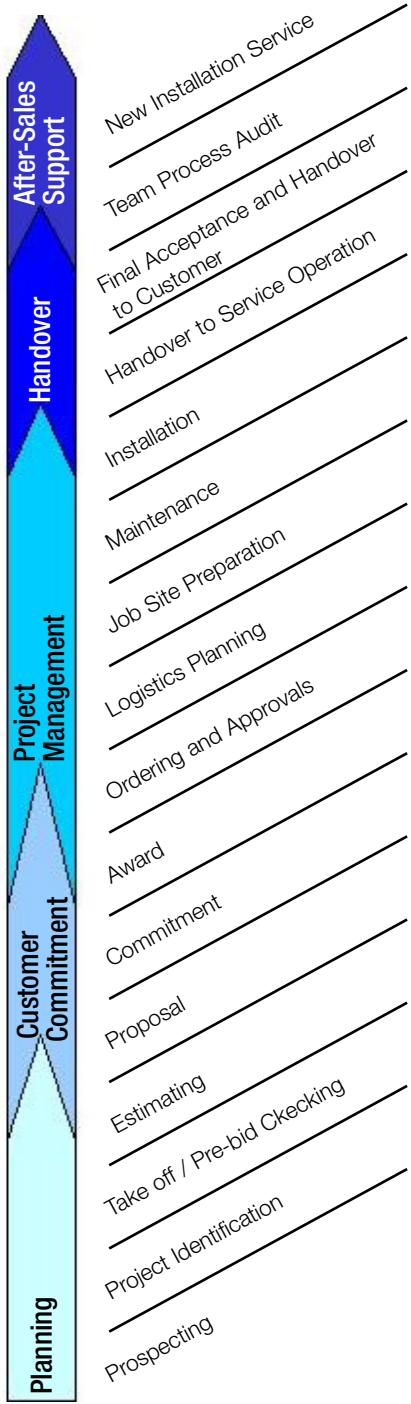 After-Sales
Support
Handover
Project
Management
Customer
Commitment
Planning
New Installation Service
Team Process Audit
Final Acceptance and Handover
to Customer
Handover to Service Operation
Installation
Maintenance
Job Site Preparation
Logistics Planning
Ordering and Approvals
Award
Commitment
Proposal
Estimating
Take off / Pre-bid Ckecking
Project Identification
Prospecting